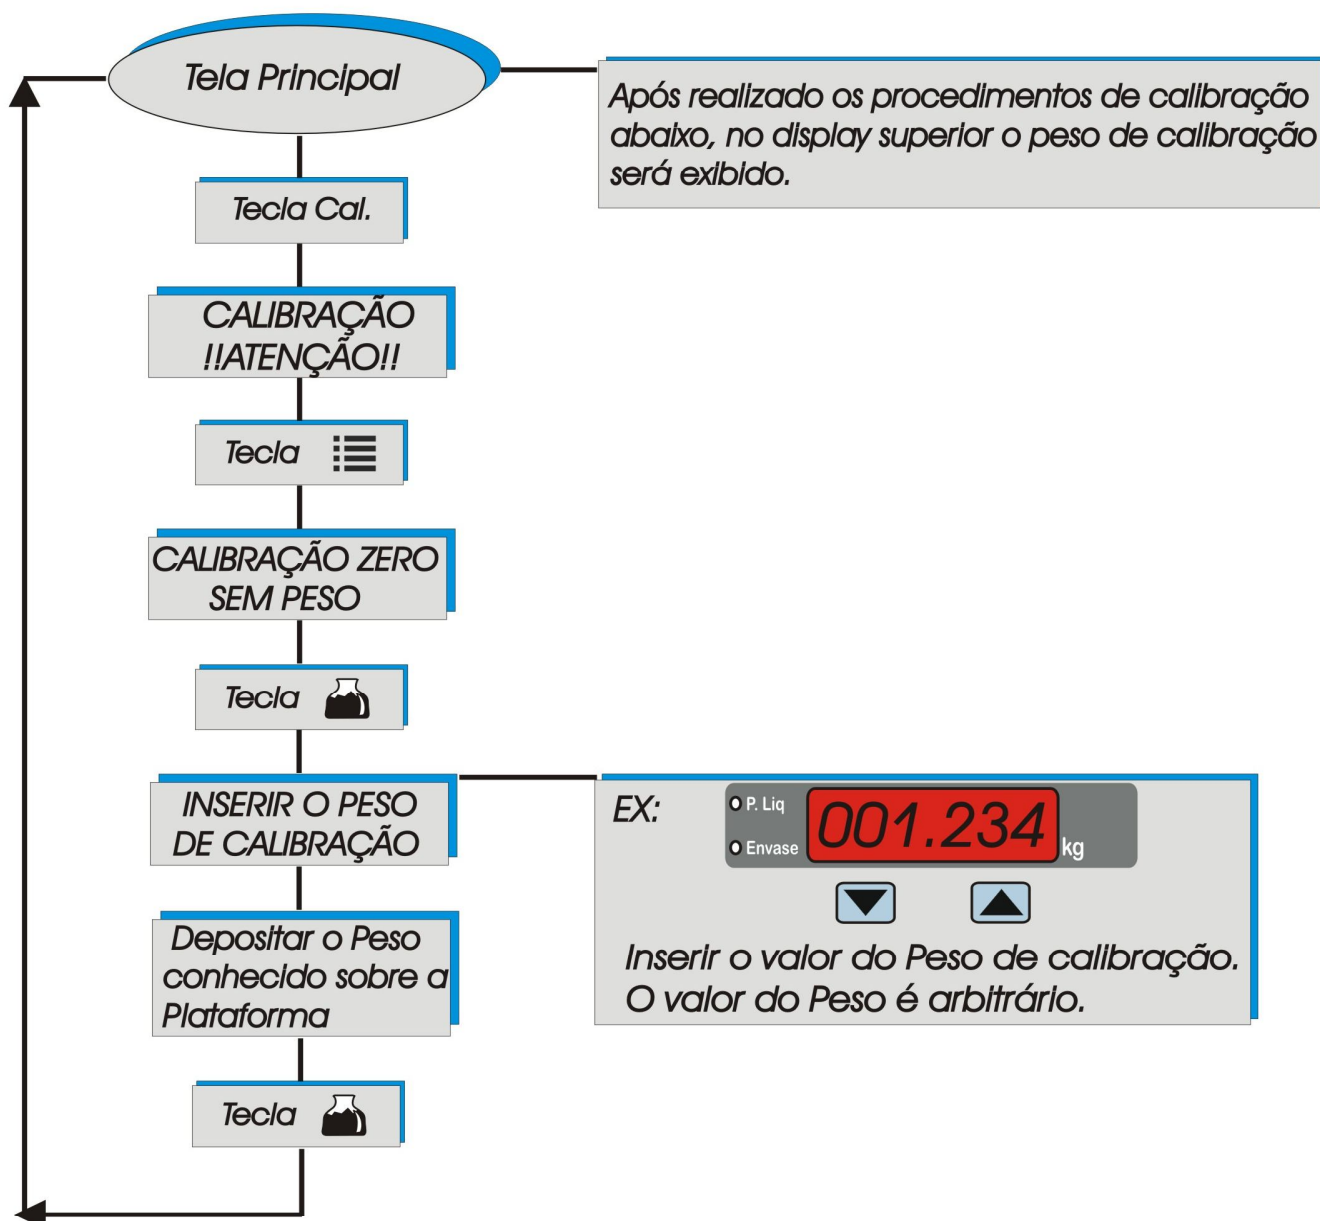 Tela Principal
Após realizado os procedimentos de calibração
abaixo, no display superior o peso de calibração
será exibido.
Tecla Cal.
CALIBRAÇÃO
!!ATENÇÃO!!
Tecla
CALIBRAÇÃO ZERO
SEM PESO
Tecla
INSERIR O PESO
DE CALIBRAÇÃO
EX:
P. Liq
Envase
001.234
kg
Inserir o valor do Peso de calibração.
O valor do Peso é arbitrário.
Depositar o Peso
conhecido sobre a
Plataforma
Tecla